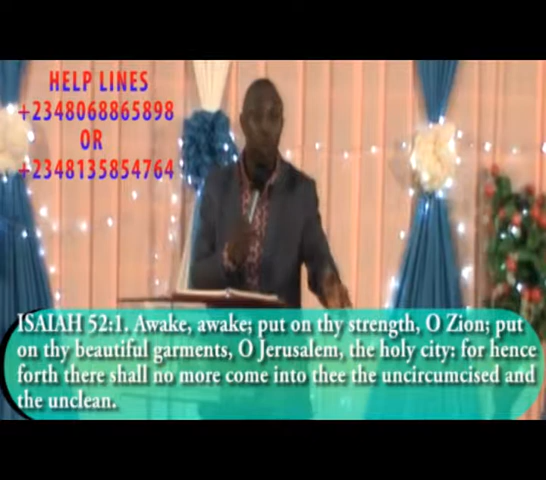 HELP LINES
+2348068865898
OR
+2348135854764
ISAIAH 52:1. Awake, awake; put on thy strength, O Zion; put
on thy beautiful garments, O Jerusalem, the holy city: for hence
forth there shall no more come into thee the uncircumcised and
the unclean.